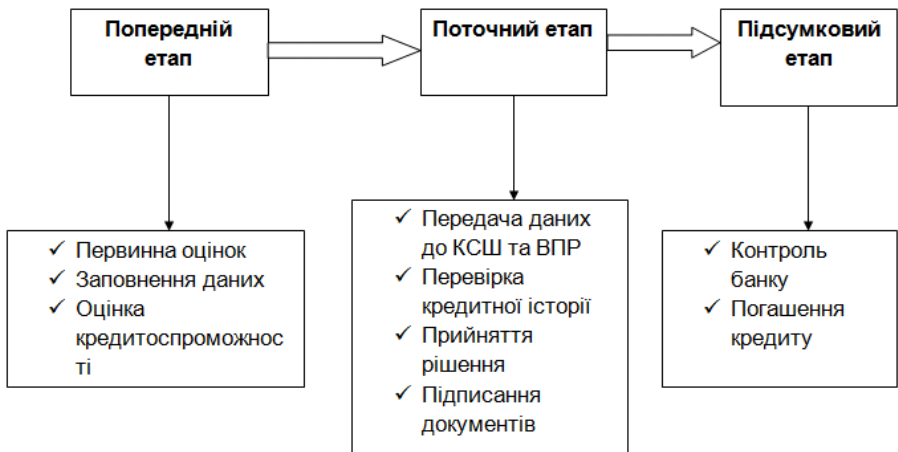 Попередній
етап
Поточний етап
Підсумковий
етап
✓ Первинна оцінок
✓ Заповнення даних
✓ Оцінка
кредитоспроможнос
ті
✓ Передача даних
до КСШ та ВПР
✓ Перевірка
кредитної історії
✓ Прийняття
рішення
✓ Підписання
документів
✓ Контроль
банку
✓ Погашення
кредиту